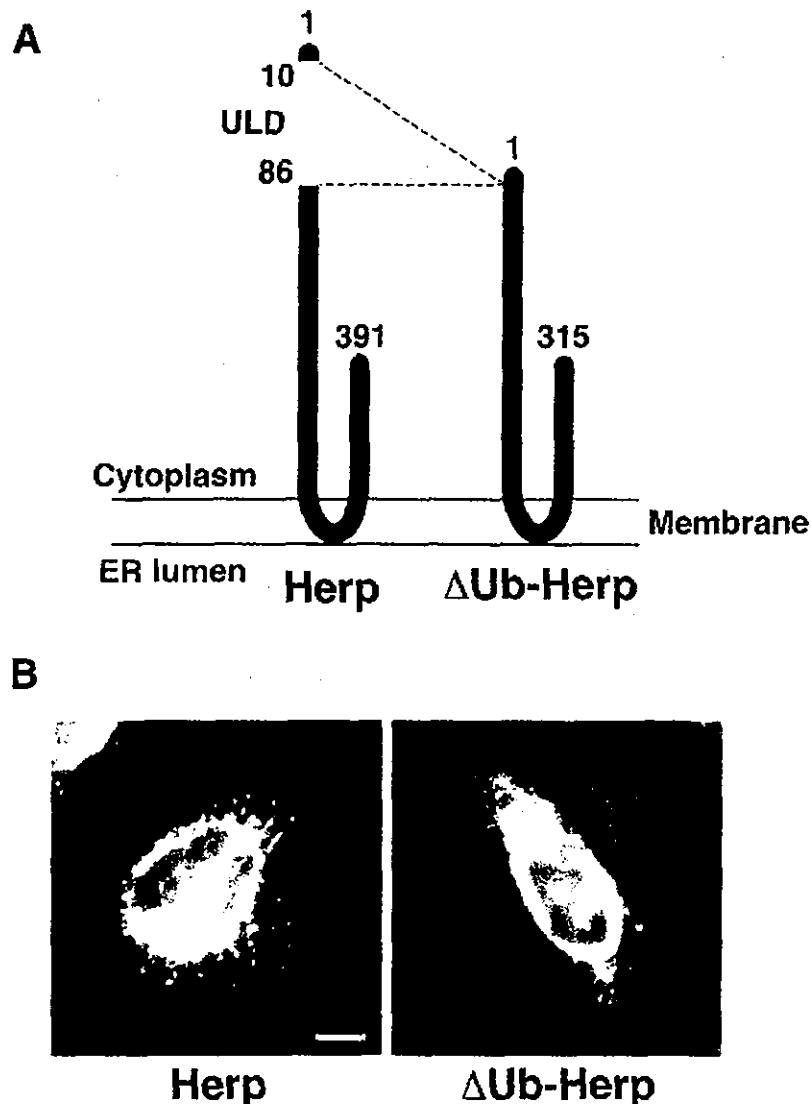 A
1
10
ULD
86
1
391
315
Cytoplasm
Membrane
ER lumen
Herp
ΔUb-Herp
B
Herp
ΔUb-Herp